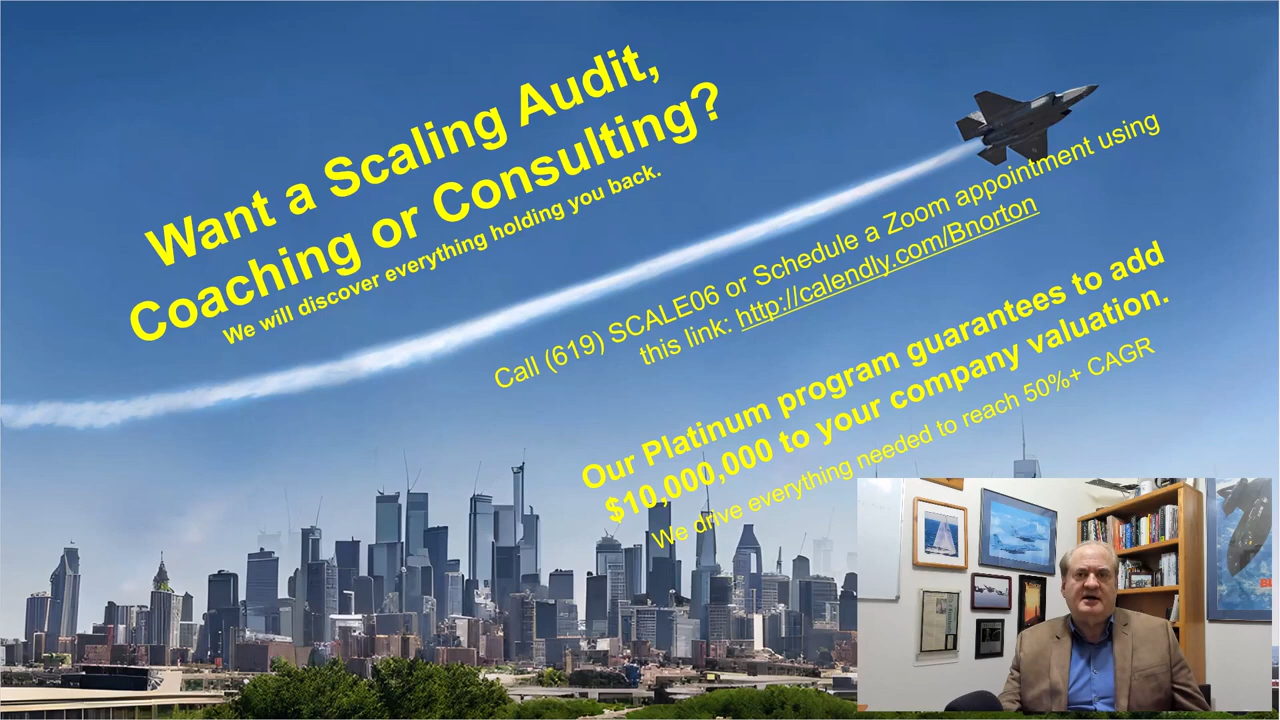 Want a Scaling Audit,
Coaching or Consulting?
We will discover everything holding you back.
Call (619) SCALE06 or Schedule a Zoom appointment using
this link: http://calendly.com/Bnorton
Our Platinum program guarantees to add
$10,000,000 to your company valuation.
We drive everything needed to reach 50%+ CAGR